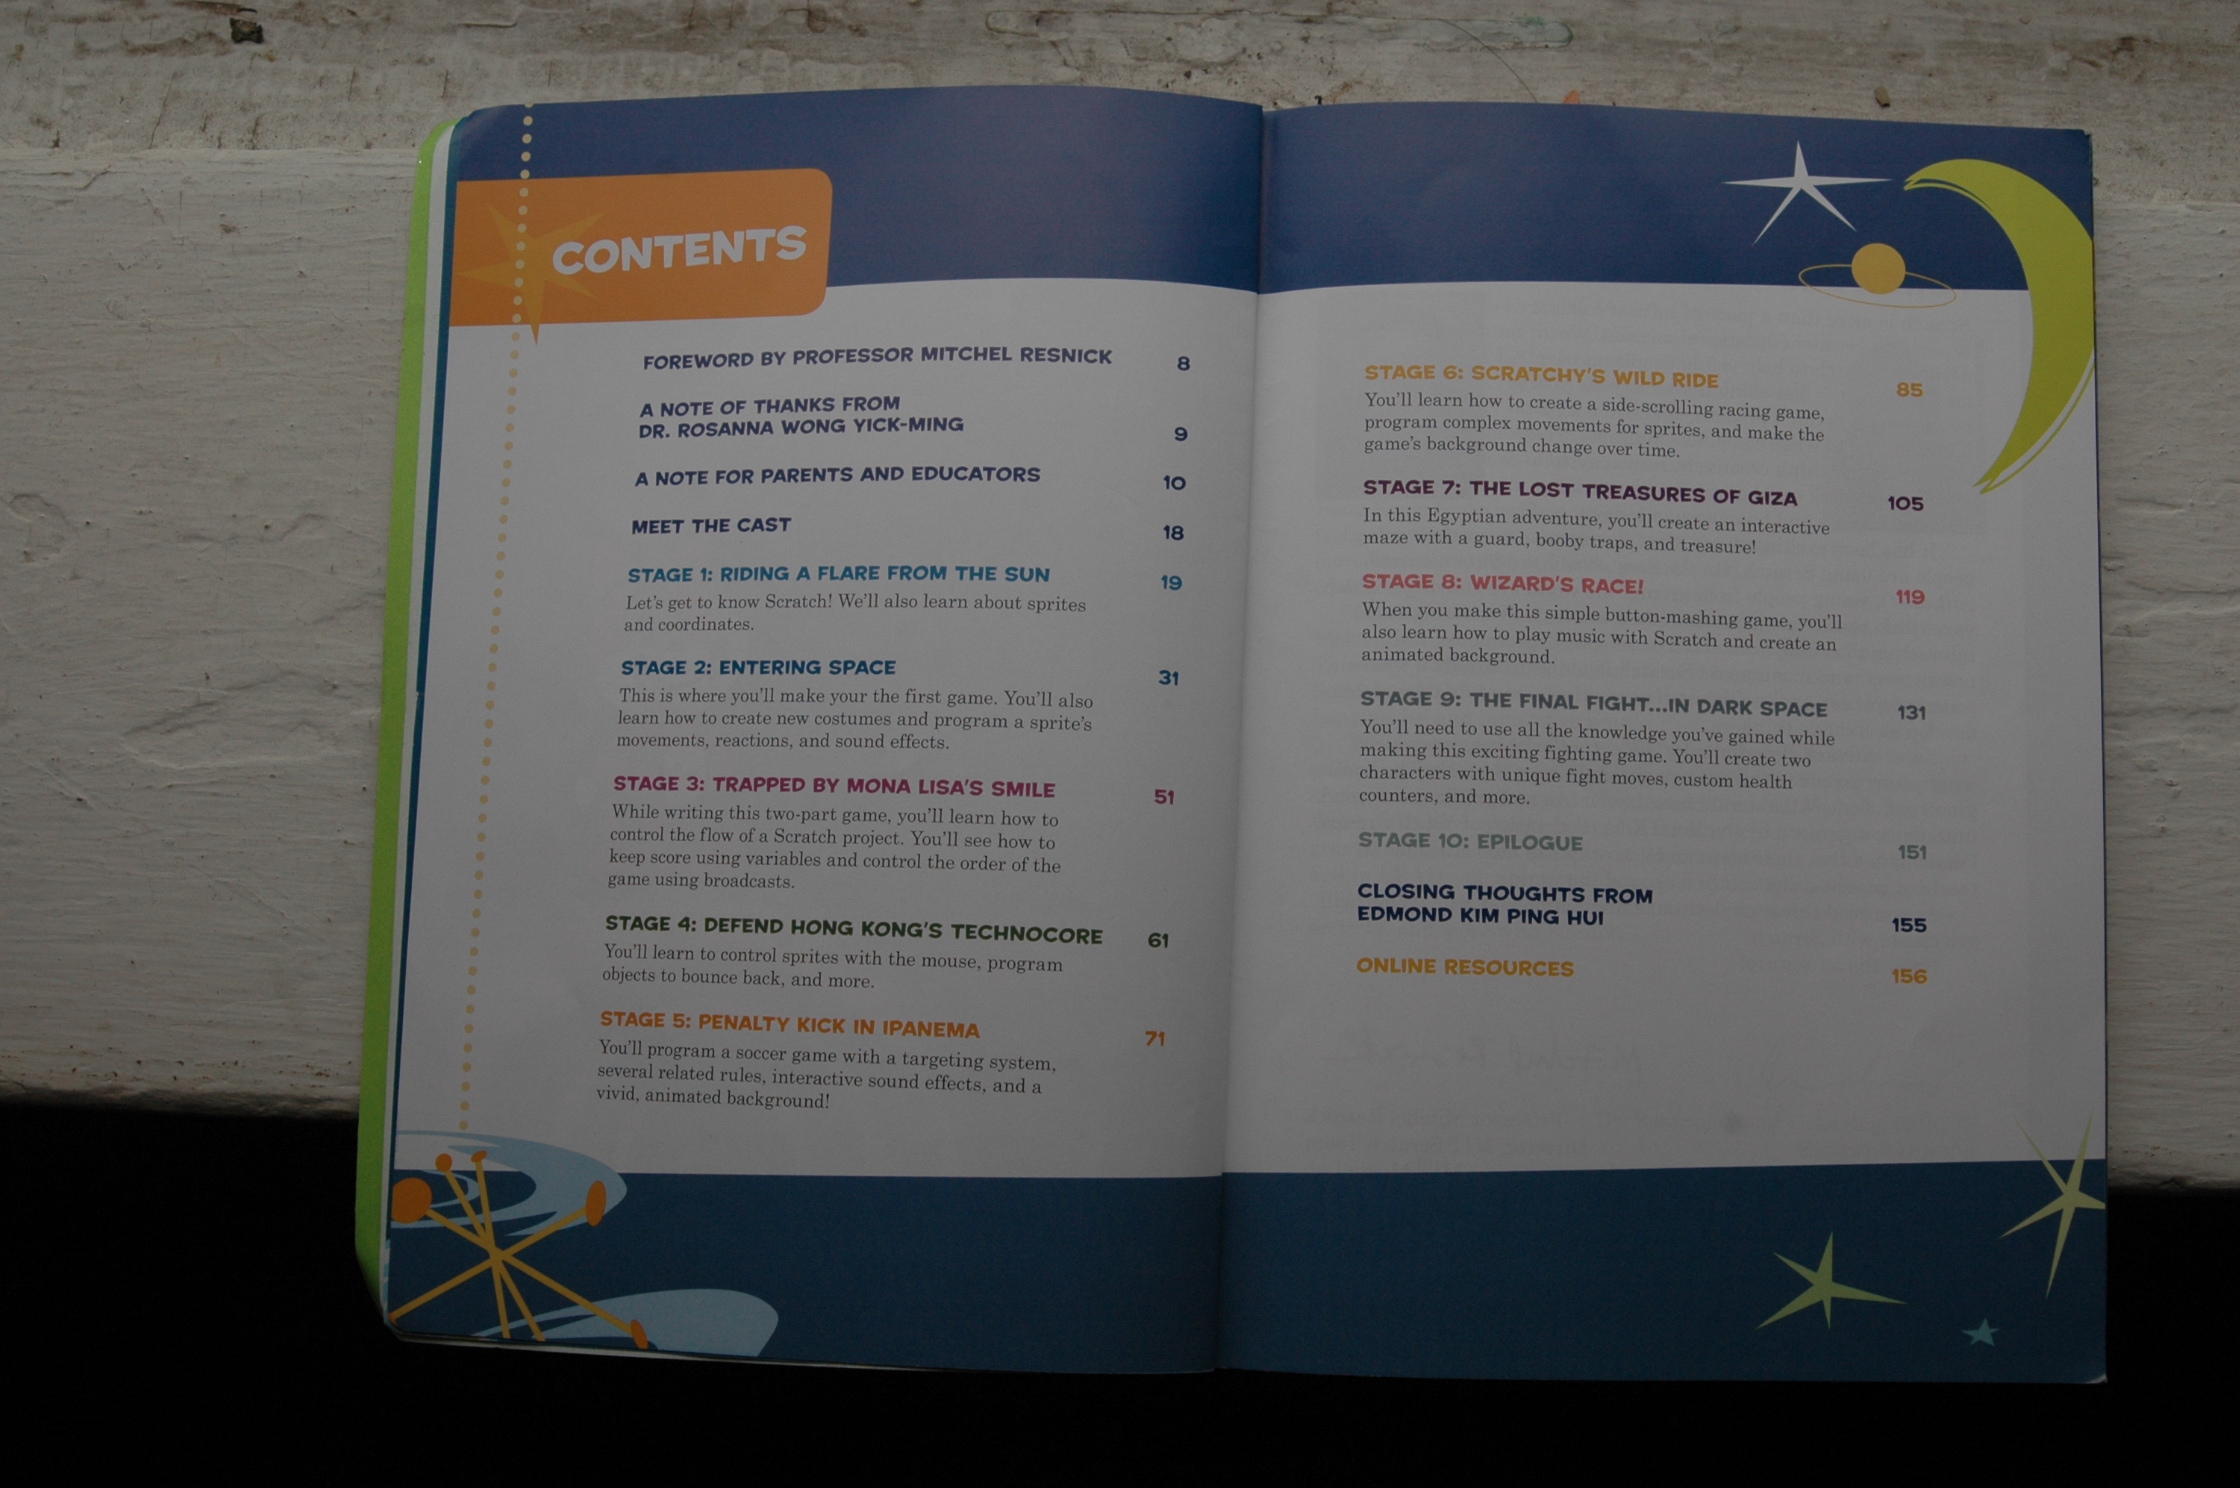 CONTENTS
FOREWORD BY PROFESSOR MITCHEL RESNICK 8
A NOTE OF THANKS FROM
DR. ROSANNA WONG YICK-MING 9
A NOTE FOR PARENTS AND EDUCATORS 10
MEET THE CAST 18
STAGE 1: RIDING A FLARE FROM THE SUN 19
Let's get to know Scratch! We'll also learn about sprites
and coordinates.
STAGE 2: ENTERING SPACE 31
This is where you'll make your the first game. You'll also
learn how to create new costumes and program a sprite's
movements, reactions, and sound effects.
STAGE 3: TRAPPED BY MONA LISA'S SMILE 51
While writing this two-part game, you'll learn how to
control the flow of a Scratch project. You'll see how to
keep score using variables and control the order of the
game using broadcasts.
STAGE 4: DEFEND HONG KONG'S TECHNOCORE 61
You'll learn to control sprites with the mouse, program
objects to bounce back, and more.
STAGE 5: PENALTY KICK IN IPANEMA 71
You'll program a soccer game with a targeting system,
several related rules, interactive sound effects, and a
vivid, animated background!
STAGE 6: SCRATCHY'S WILD RIDE 85
You'll learn how to create a side-scrolling racing game,
program complex movements for sprites, and make the
game's background change over time.
STAGE 7: THE LOST TREASURES OF GIZA 105
In this Egyptian adventure, you'll create an interactive
maze with a guard, booby traps, and treasure!
STAGE 8: WIZARD'S RACE! 119
When you make this simple button-mashing game, you'll
also learn how to play music with Scratch and create an
animated background.
STAGE 9: THE FINAL FIGHT...IN DARK SPACE 131
You'll need to use all the knowledge you've gained while
making this exciting fighting game. You'll create two
characters with unique fight moves, custom health
counters, and more.
STAGE 10: EPILOGUE 151
CLOSING THOUGHTS FROM
EDMOND KIM PING HUI 155
ONLINE RESOURCES 156